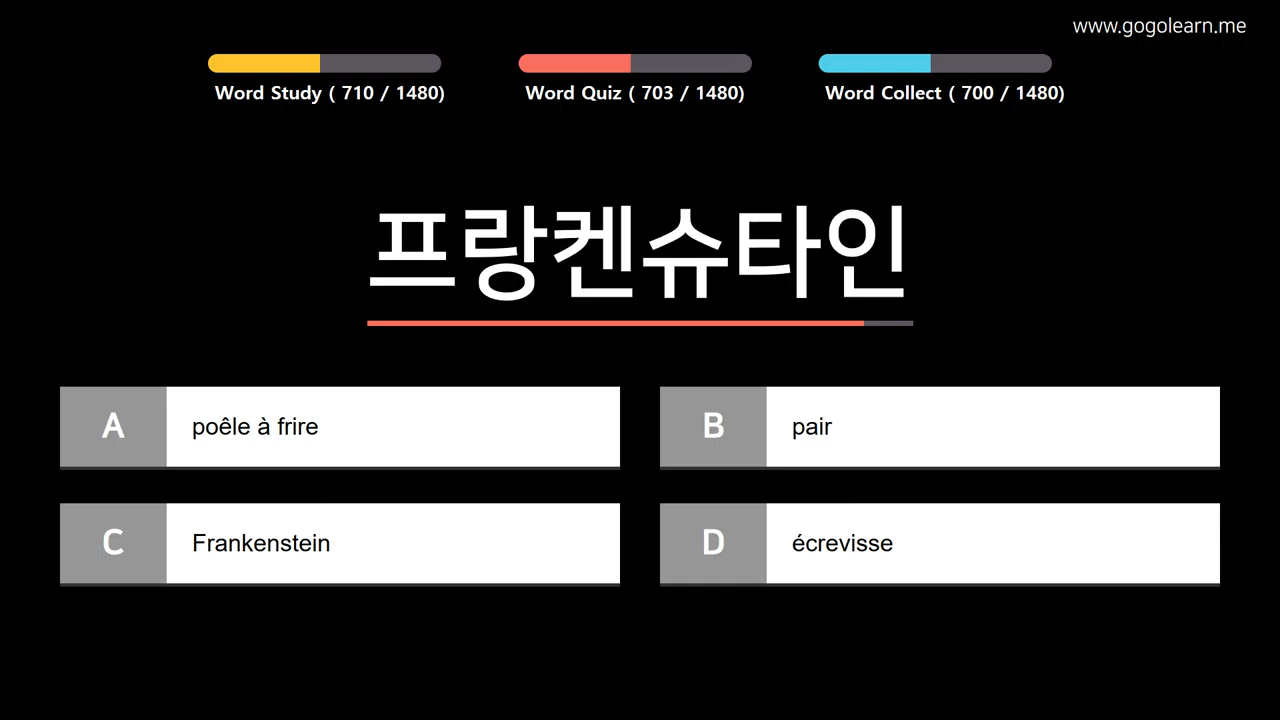 www.gogolearn.me
Word Study ( 710 / 1480)
Word Quiz ( 703 / 1480)
Word Collect ( 700 / 1480)
프랑켄슈타인
A poêle à frire
B pair
C Frankenstein
D écrevisse